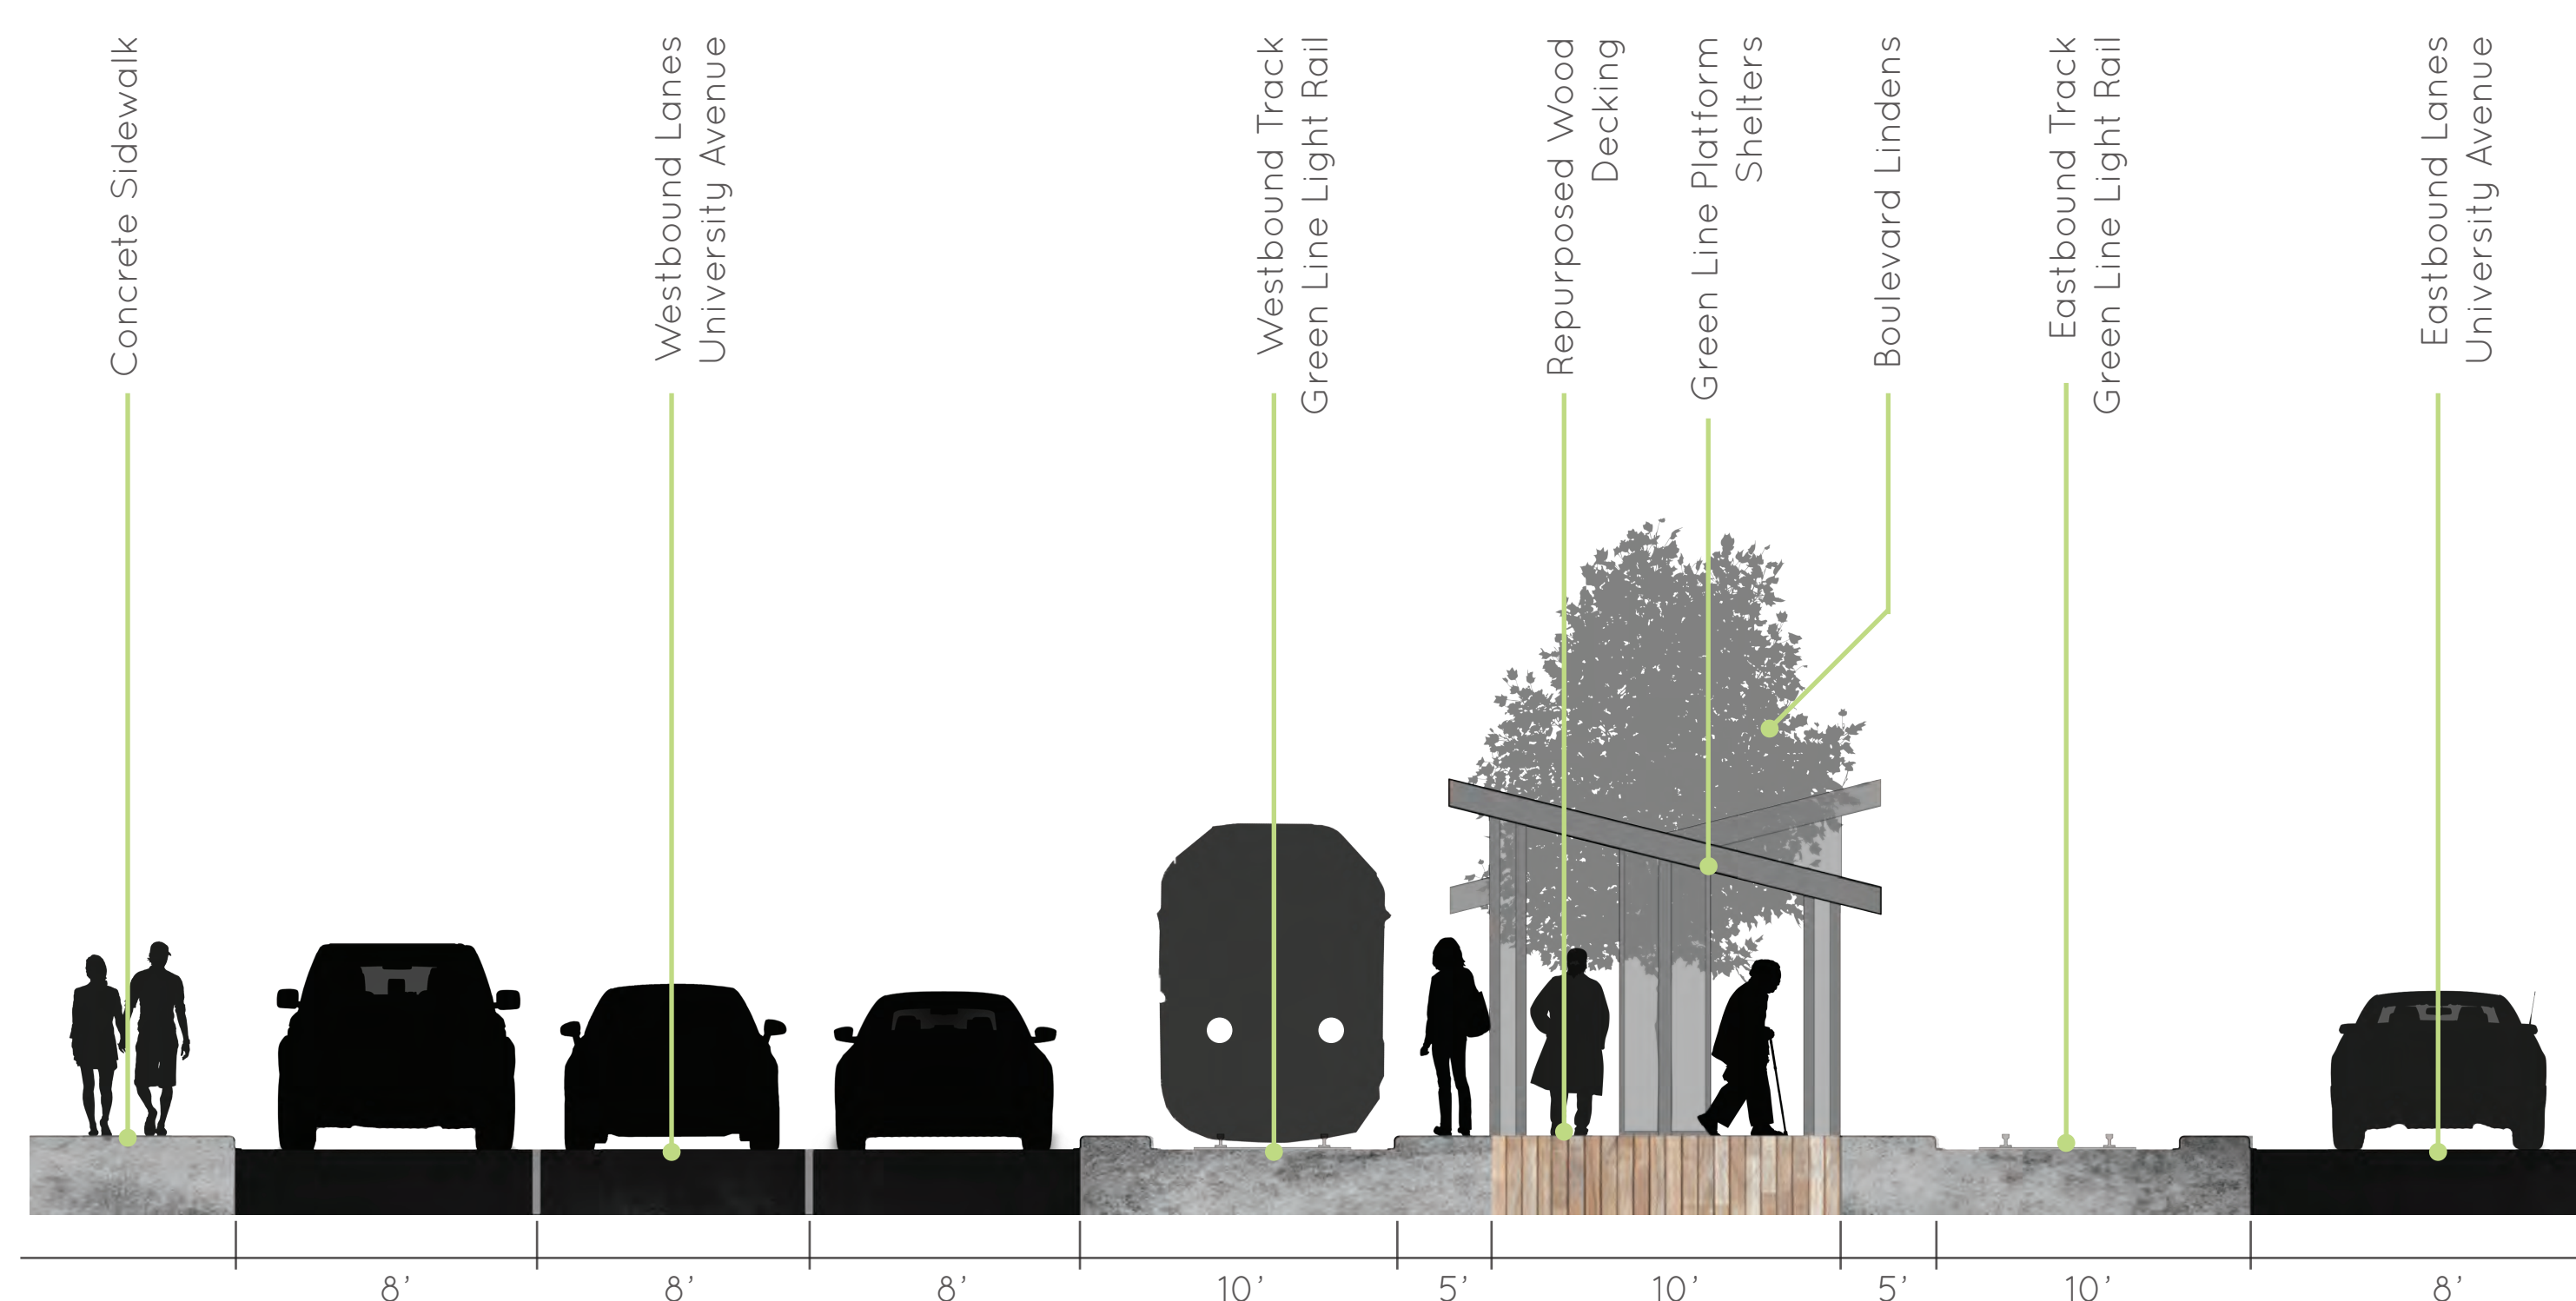 Concrete Sidewalk
Westbound Lanes
University Avenue
Westbound Track
Green Line Light Rail
Repurposed Wood
Decking
Green Line Platform
Shelters
Boulevard Lindens
Eastbound Track
Green Line Light Rail
Eastbound Lanes
University Avenue
8' 8' 8' 10' 5' 10' 5' 10' 8'